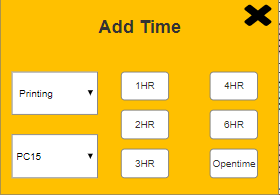 Add Time
Printing
1HR
4HR
2HR
6HR
PC15
3HR
Opentime